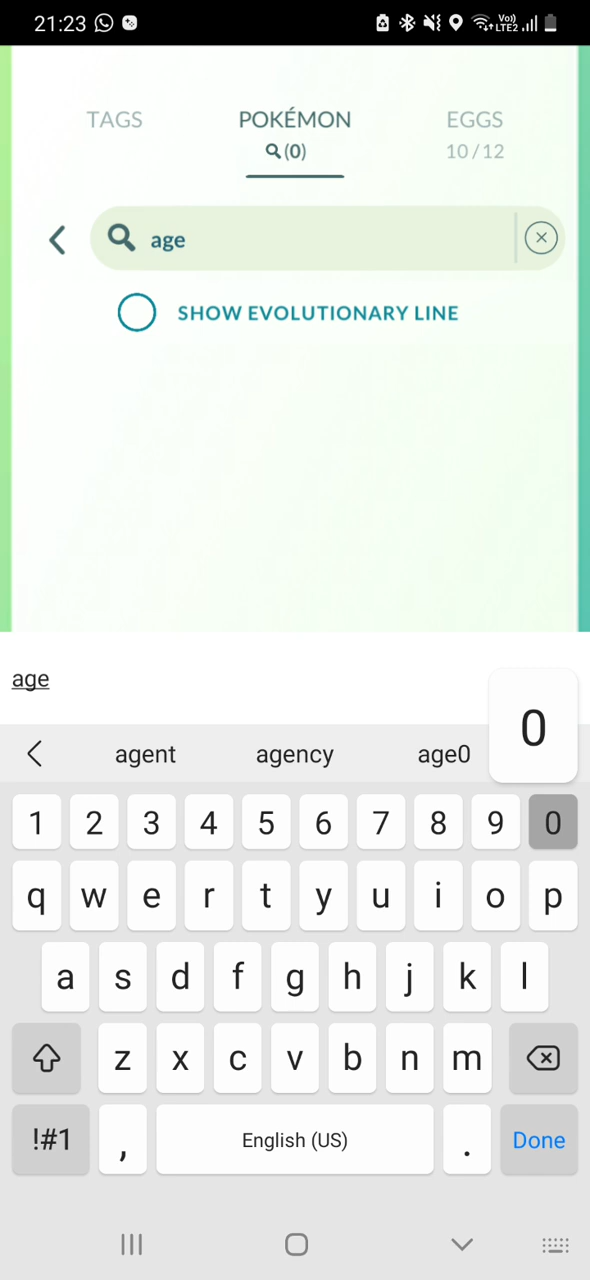 21:23 Vo)) LTE2
TAGS POKÉMON EGGS
(0) 10 / 12
age
SHOW EVOLUTIONARY LINE
age
0
agent agency age0
1 2 3 4 5 6 7 8 9 0
q w e r t y u i o p
a s d f g h j k l
z x c v b n m
!#1 , English (US) . Done